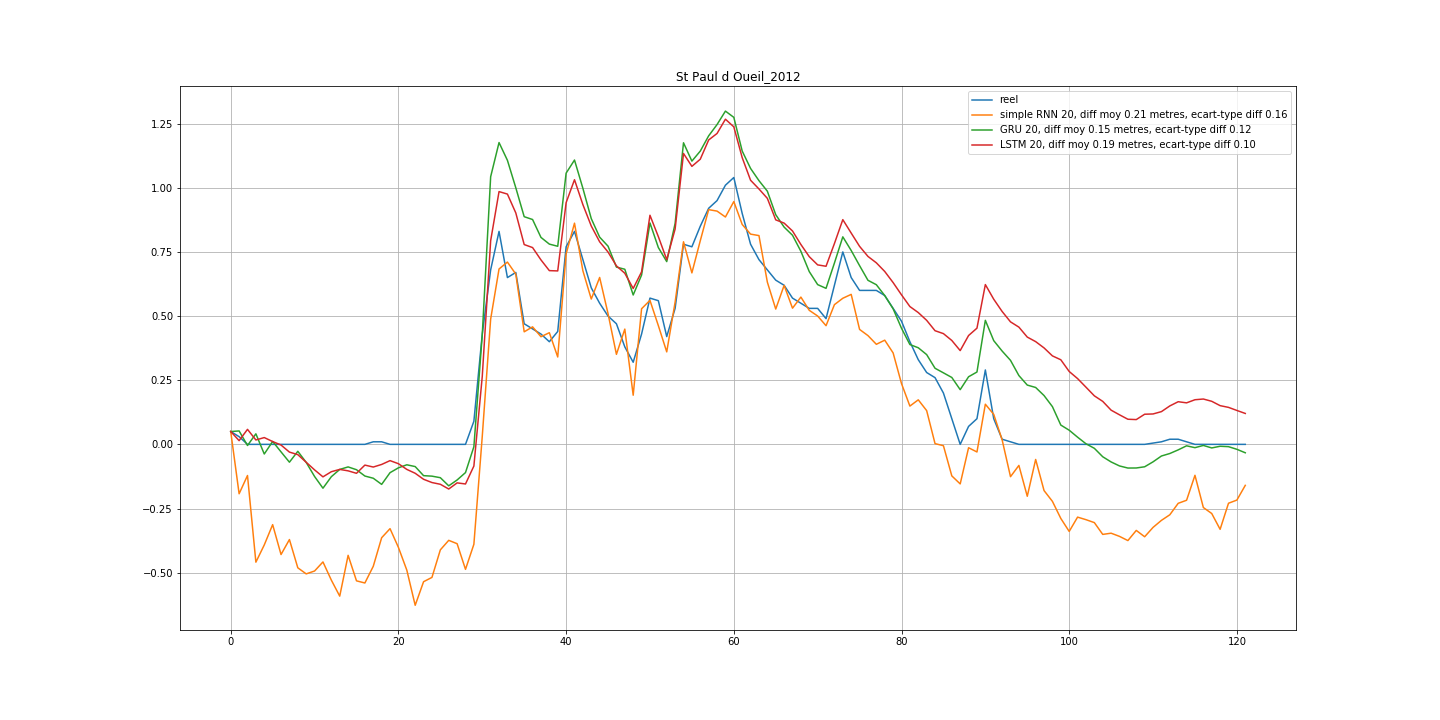 St Paul d Oueil_2012
reel
simple RNN 20, diff moy 0.21 metres, ecart-type diff 0.16
GRU 20, diff moy 0.15 metres, ecart-type diff 0.12
LSTM 20, diff moy 0.19 metres, ecart-type diff 0.10
1.25
1.00
0.75
0.50
0.25
0.00
−0.25
−0.50
0 20 40 60 80 100 120